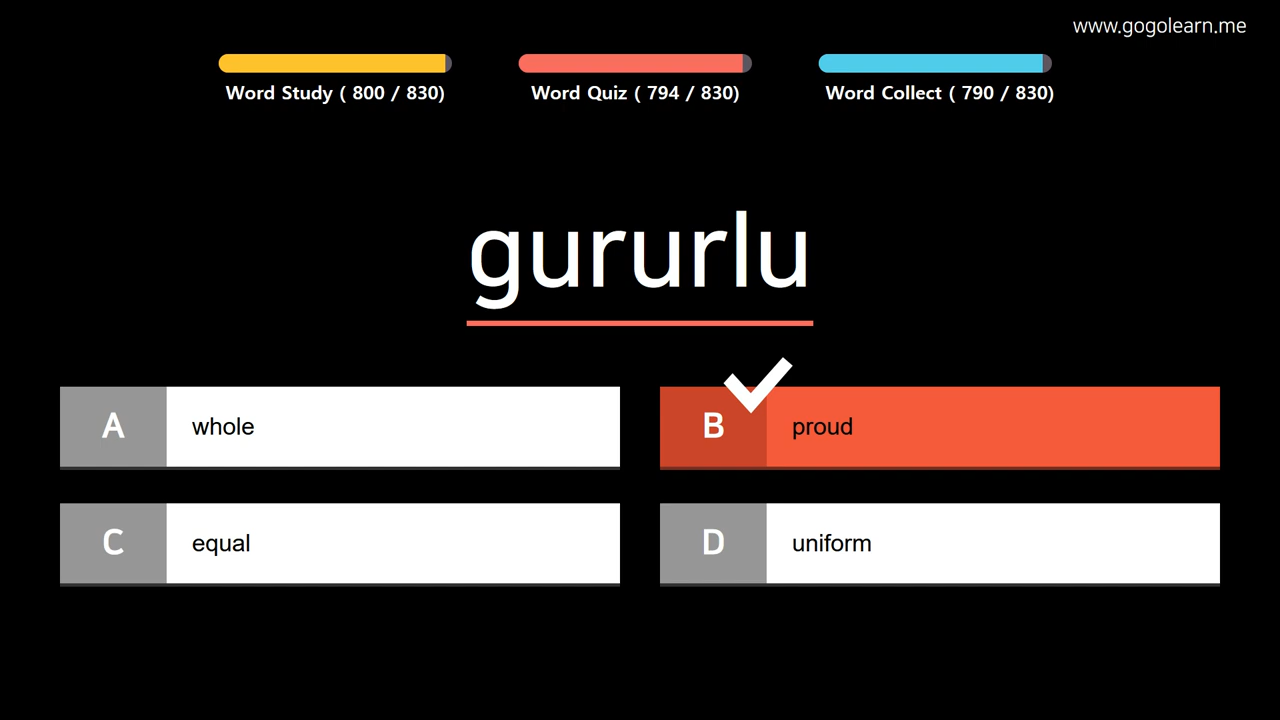 www.gogolearn.me
Word Study ( 800 / 830)
Word Quiz ( 794 / 830)
Word Collect ( 790 / 830)
gururlu
A whole
B proud
C equal
D uniform